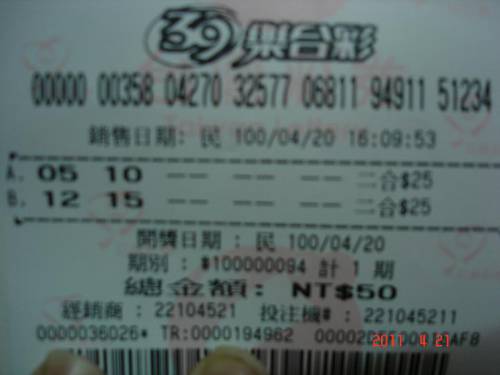 39樂合彩
00000 00358 04270 32577 06811 94911 51234
銷售日期: 民 100/04/20 16:09:53
A. 05 10 -- -- -- -- 二合$25
B. 12 15 -- -- -- -- 二合$25
開獎日期 : 民 100/04/20
期別 : #100000094 計 1 期
總金額: NT$50
經銷商 : 22104521 投注機# : 221045211
0000036026* TR:0000194962
2011 4 21